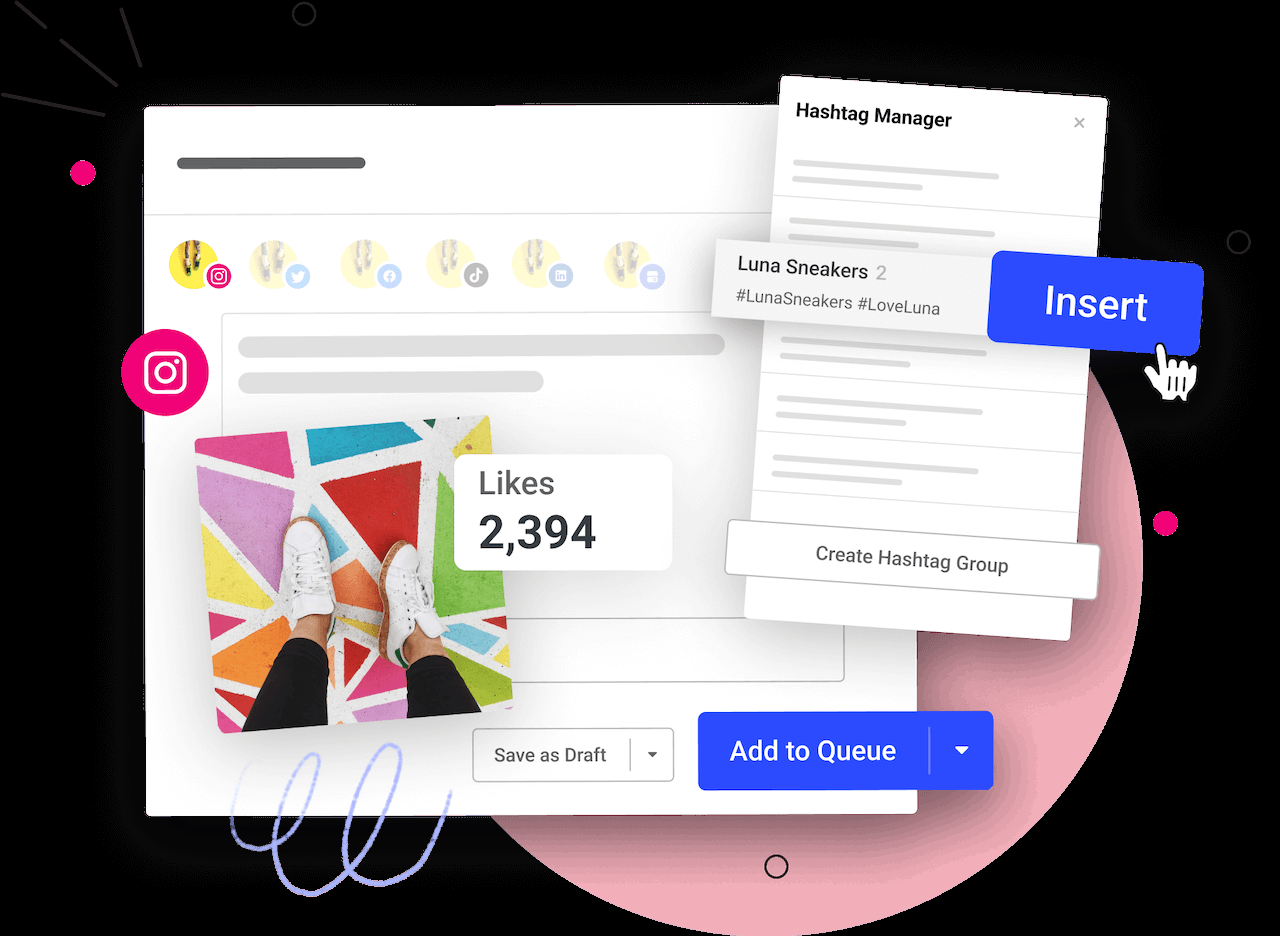 Hashtag Manager
Luna Sneakers 2
#LunaSneakers #LoveLuna
Insert
Likes
2,394
Create Hashtag Group
Save as Draft
Add to Queue